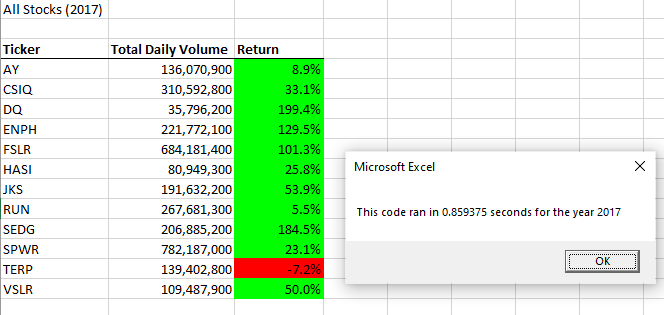 All Stocks (2017)
Ticker Total Daily Volume Return
AY 136,070,900 8.9%
CSIQ 310,592,800 33.1%
DQ 35,796,200 199.4%
ENPH 221,772,100 129.5%
FSLR 684,181,400 101.3%
HASI 80,949,300 25.8%
JKS 191,632,200 53.9%
RUN 267,681,300 5.5%
SEDG 206,885,200 184.5%
SPWR 782,187,000 23.1%
TERP 139,402,800 -7.2%
VSLR 109,487,900 50.0%
Microsoft Excel
This code ran in 0.859375 seconds for the year 2017
OK